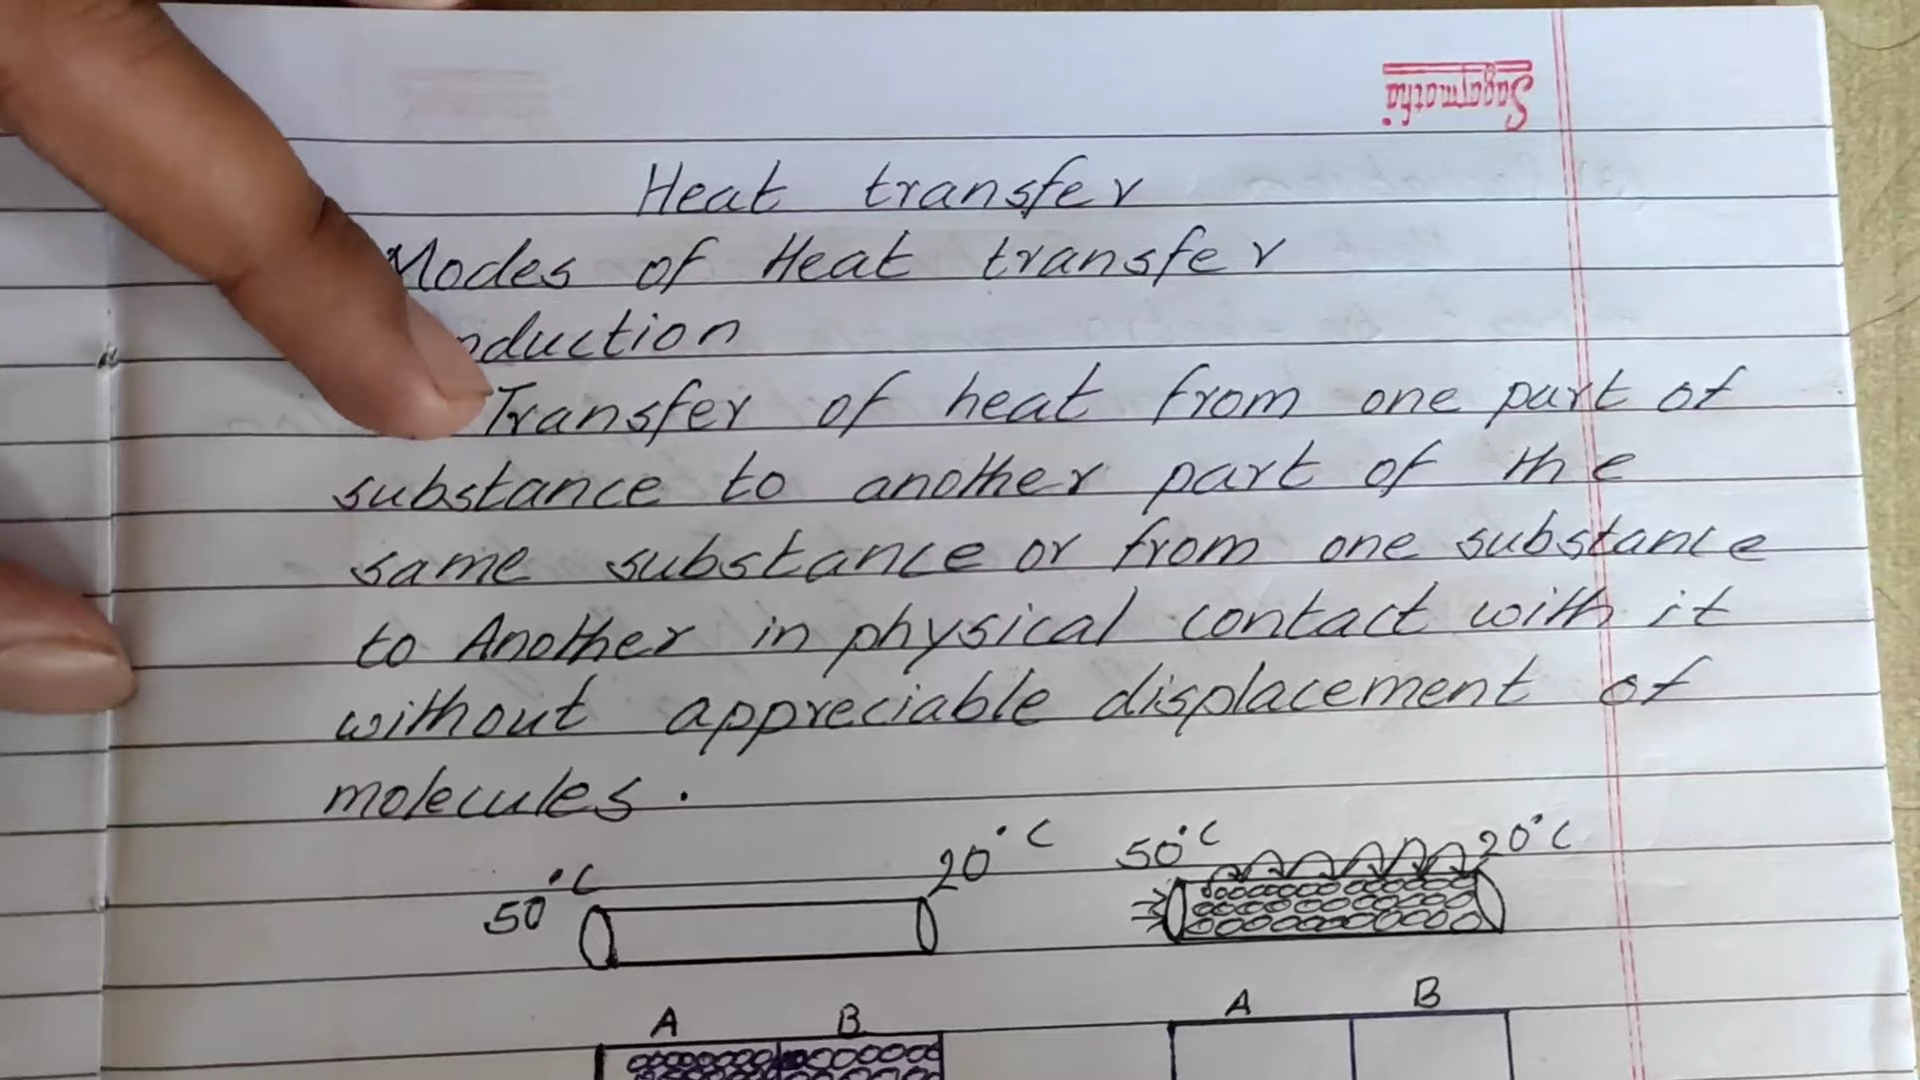 Sagarmatha
Heat transfer
Modes of Heat transfer
nduction
Transfer of heat from one part of
substance to another part of the
same substance or from one substance
to Another in physical contact with it
without appreciable displacement of
molecules.
50°C 20°C 50°C 20°C
A B A B